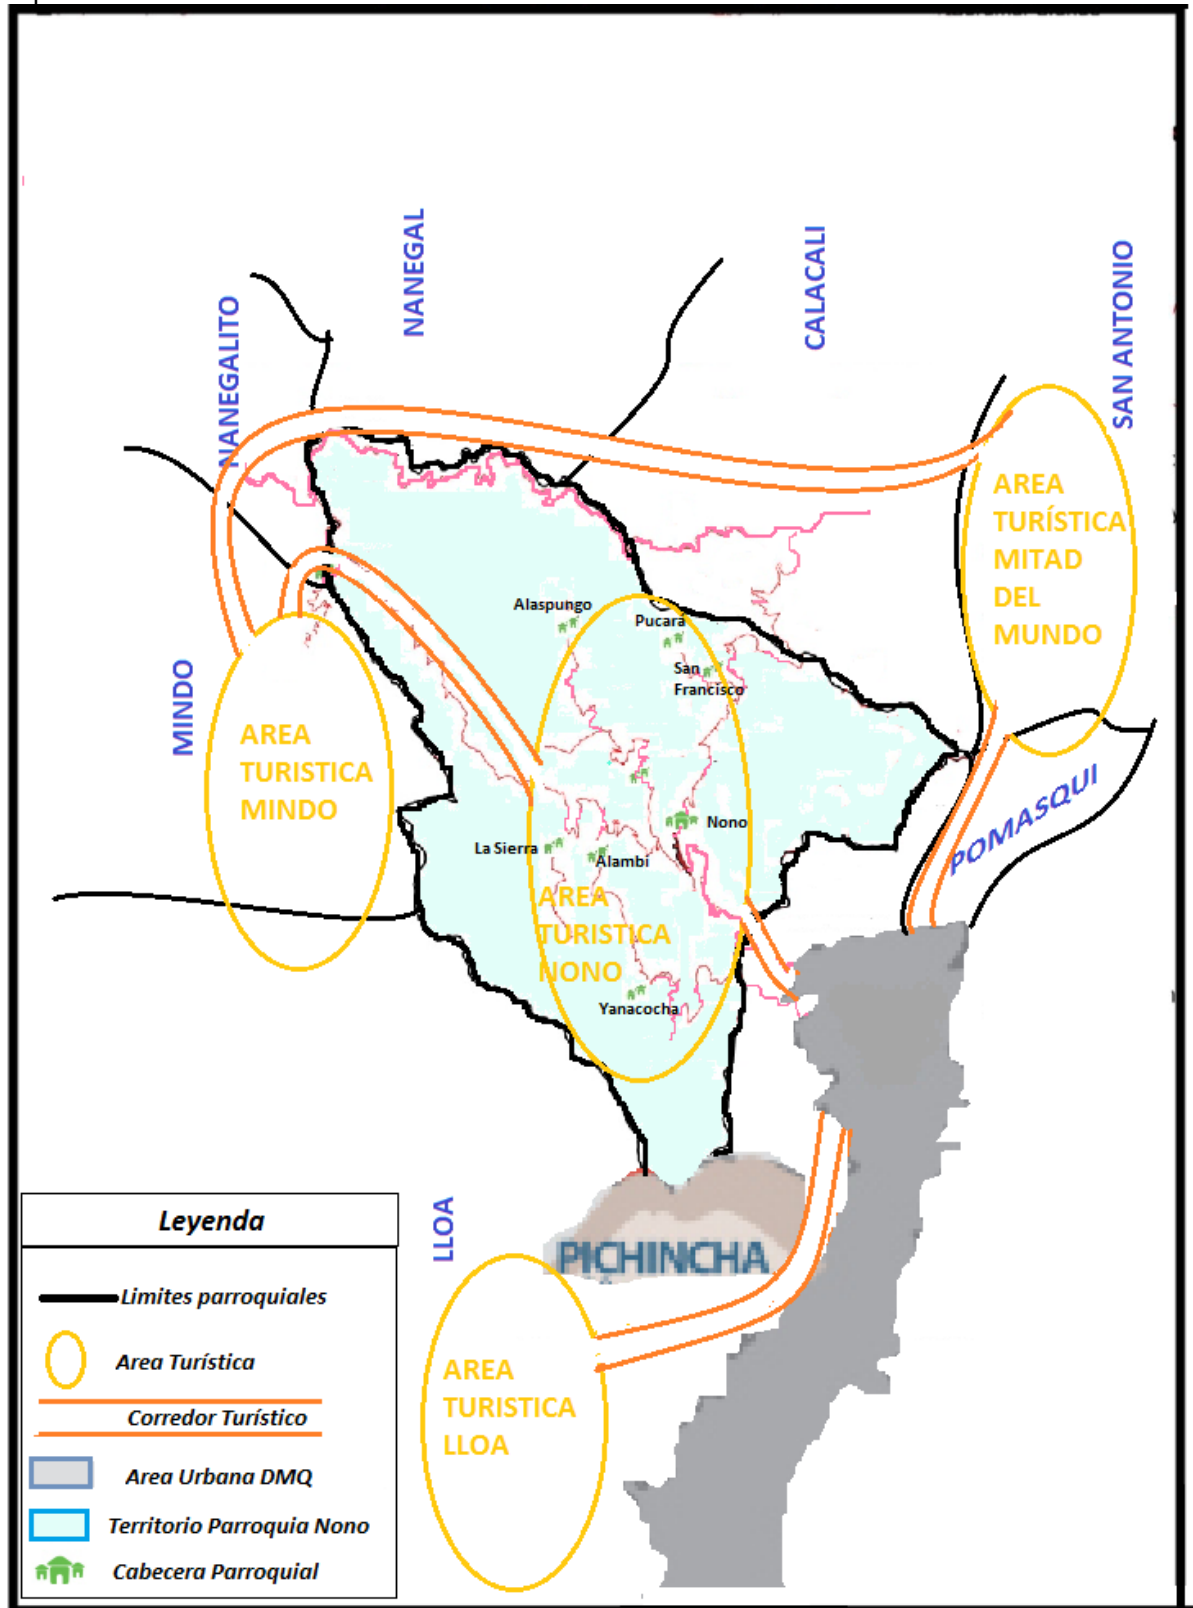 NANEGAL
CALACALI
SAN ANTONIO
NANEGALITO
AREA
TURÍSTICA
MITAD
DEL
MUNDO
Alaspungo
Pucara
San
Francisco
MINDO
AREA
TURISTICA
MINDO
POMASQUI
Nono
La Sierra
Alambi
AREA
TURISTICA
NONO
Yanacocha
LLOA
PICHINCHA
AREA
TURISTICA
LLOA
Leyenda
Limites parroquiales
Area Turística
Corredor Turístico
Area Urbana DMQ
Territorio Parroquia Nono
Cabecera Parroquial